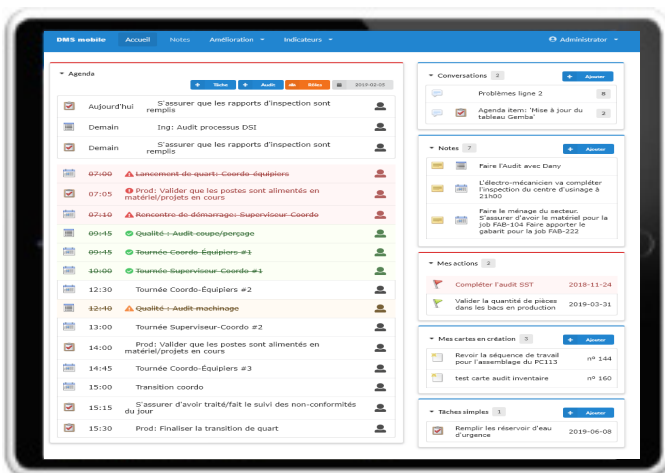 DMS mobile Accueil Notes Amélioration Indicateurs Administrator
Agenda
+ Tâche + Audit Rôles 2019-02-05
Aujourd'hui S'assurer que les rapports d'inspection sont
remplis
Demain Ing: Audit processus DSI
Demain S'assurer que les rapports d'inspection sont
remplis
07:00 Lancement de quart: Coordo-équipiers
07:05 Prod: Valider que les postes sont alimentés en
matériel/projets en cours
07:10 Rencontre de démarrage: Superviseur-Coordo
09:45 Qualité : Audit coupe/perçage
09:45 Tournée Coordo-Équipiers #1
10:00 Tournée Superviseur-Coordo #1
12:30 Tournée Coordo-Équipiers #2
12:40 Qualité : Audit machinage
13:00 Tournée Superviseur-Coordo #2
14:00 Prod: Valider que les postes sont alimentés en
matériel/projets en cours
14:45 Tournée Coordo-Équipiers #3
15:00 Transition coordo
15:15 S'assurer d'avoir traité/fait le suivi des non-conformités
du jour
15:30 Prod: Finaliser la transition de quart
Conversations 2 + Ajouter
Problèmes ligne 2 8
Agenda item: 'Mise à jour du
tableau Gemba' 2
Notes 7 + Ajouter
Faire l'Audit avec Dany
L'électro-mécanicien va compléter
l'inspection du centre d'usinage à
21h00
Faire le ménage du secteur.
S'assurer d'avoir le matériel pour la
job FAB-104 Faire apporter le
gabarit pour la job FAB-222
Mes actions 2
Compléter l'audit SST 2018-11-24
Valider la quantité de pièces
dans les bacs en production 2019-03-31
Mes cartes en création 3 + Ajouter
Revoir la séquence de travail
pour l'assemblage du PC113 nº 144
test carte audit inventaire nº 160
Tâches simples 1 + Ajouter
Remplir les réservoir d'eau
d'urgence 2019-06-08